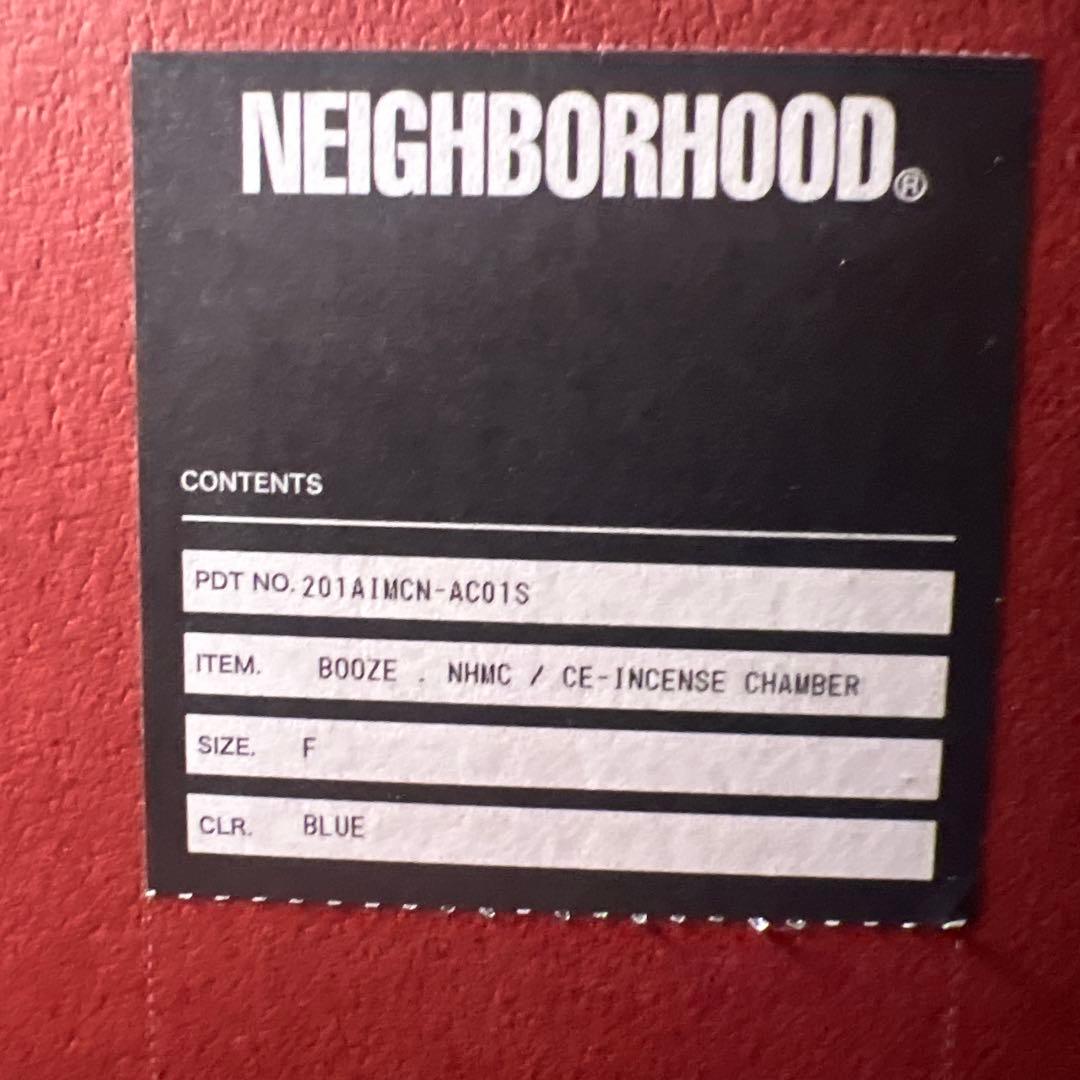 NEIGHBORHOOD®
CONTENTS
PDT NO. 201AIMCN-AC01S
ITEM. BOOZE . NHMC / CE-INCENSE CHAMBER
SIZE. F
CLR. BLUE